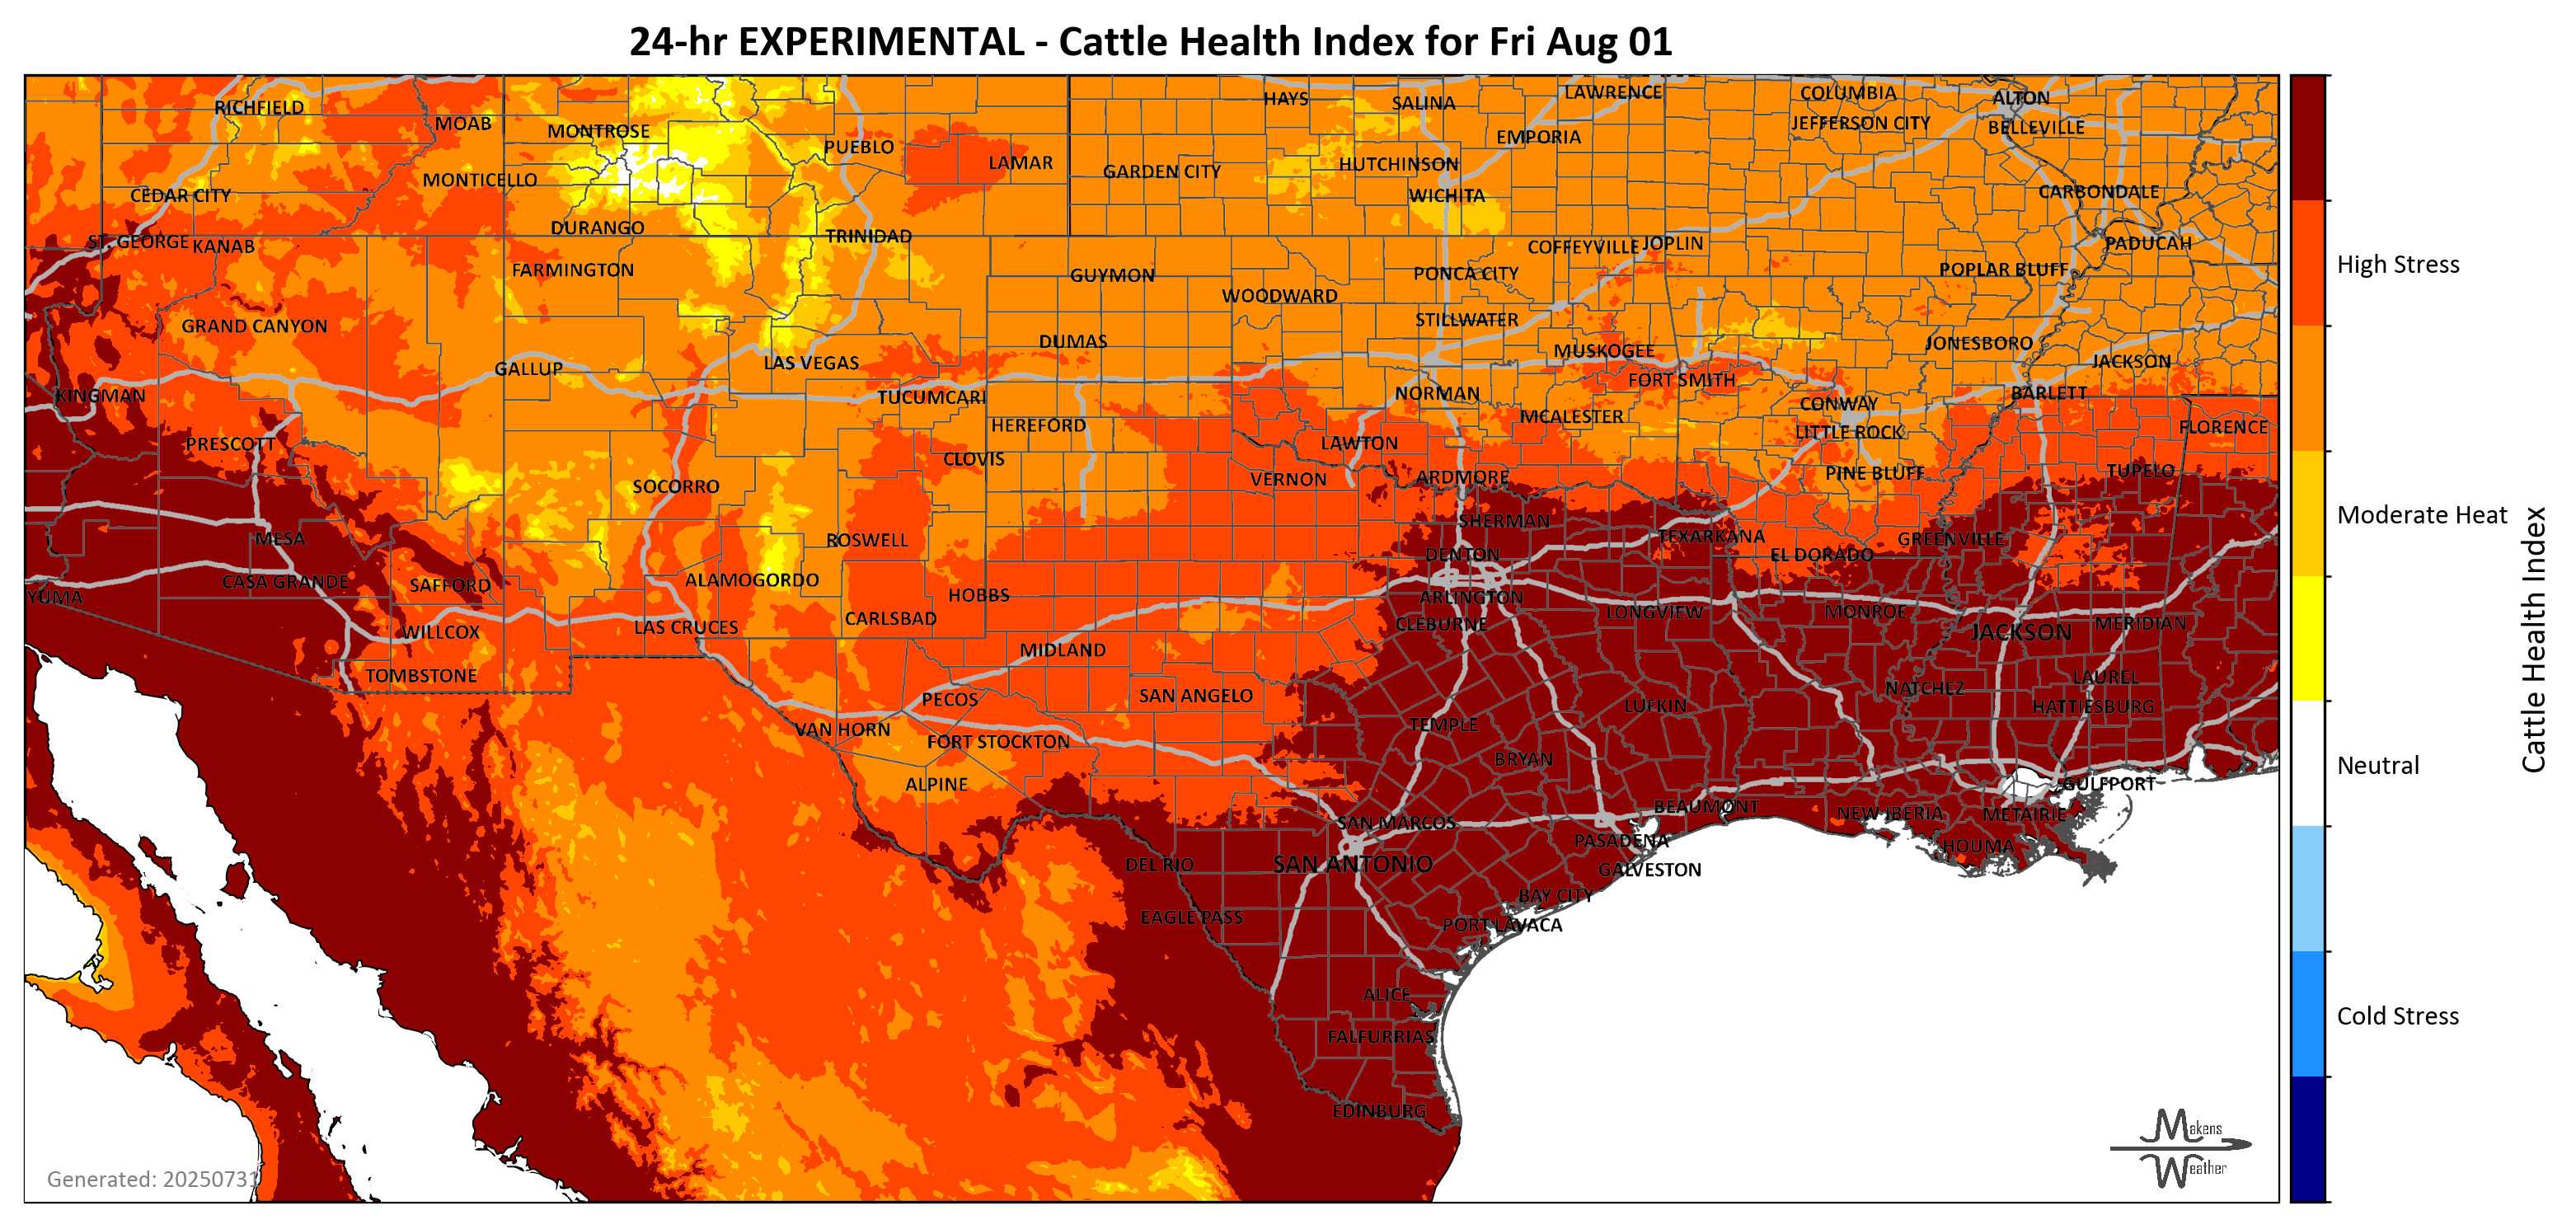 24-hr EXPERIMENTAL - Cattle Health Index for Fri Aug 01
RICHFIELD
MOAB
MONTROSE
PUEBLO
LAMAR
HAYS
SALINA
LAWRENCE
COLUMBIA
ALTON
EMPORIA
JEFFERSON CITY
BELLEVILLE
GARDEN CITY
HUTCHINSON
CEDAR CITY
MONTICELLO
WICHITA
CARBONDALE
DURANGO
TRINIDAD
ST. GEORGE
KANAB
COFFEYVILLE
JOPLIN
PADUCAH
High Stress
FARMINGTON
GUYMON
PONCA CITY
POPLAR BLUFF
WOODWARD
GRAND CANYON
STILLWATER
DUMAS
MUSKOGEE
JONESBORO
GALLUP
LAS VEGAS
JACKSON
FORT SMITH
KINGMAN
TUCUMCARI
NORMAN
CONWAY
BARLETT
HEREFORD
MCALESTER
PRESCOTT
LAWTON
LITTLE ROCK
FLORENCE
CLOVIS
SOCORRO
VERNON
ARDMORE
PINE BLUFF
TUPELO
Moderate Heat
MESA
ROSWELL
SHERMAN
TEXARKANA
GREENVILLE
DENTON
EL DORADO
CASA GRANDE
SAFFORD
ALAMOGORDO
YUMA
HOBBS
ARLINGTON
CARLSBAD
LONGVIEW
MONROE
WILLCOX
LAS CRUCES
CLEBURNE
JACKSON
MERIDIAN
TOMBSTONE
MIDLAND
LAUREL
PECOS
SAN ANGELO
NATCHEZ
VAN HORN
FORT STOCKTON
TEMPLE
LUFKIN
HATTIESBURG
Cattle Health Index
BRYAN
Neutral
ALPINE
GULFPORT
SAN MARCOS
BEAUMONT
NEW IBERIA
METAIRIE
DEL RIO
SAN ANTONIO
PASADENA
HOUMA
GALVESTON
EAGLE PASS
BAY CITY
PORT LAVACA
ALICE
Cold Stress
FALFURRIAS
EDINBURG
Makens
Weather
Generated: 20250731